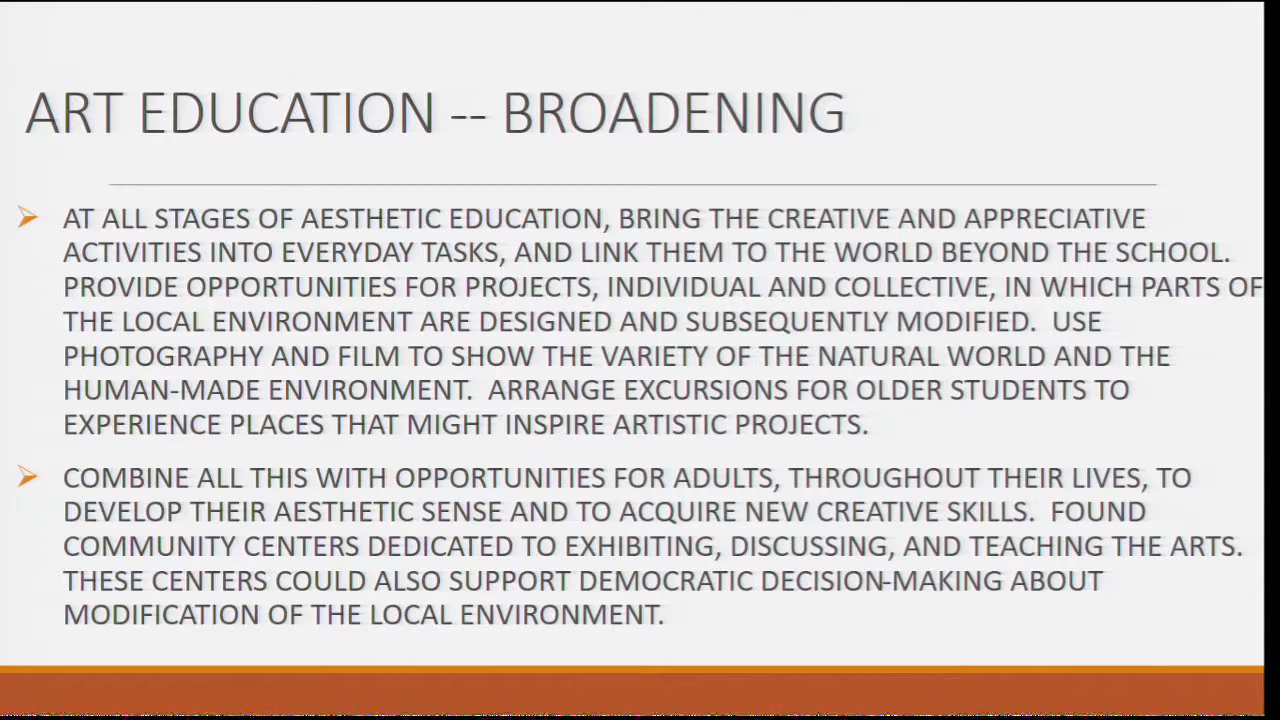 ART EDUCATION -- BROADENING
AT ALL STAGES OF AESTHETIC EDUCATION, BRING THE CREATIVE AND APPRECIATIVE
ACTIVITIES INTO EVERYDAY TASKS, AND LINK THEM TO THE WORLD BEYOND THE SCHOOL.
PROVIDE OPPORTUNITIES FOR PROJECTS, INDIVIDUAL AND COLLECTIVE, IN WHICH PARTS OF
THE LOCAL ENVIRONMENT ARE DESIGNED AND SUBSEQUENTLY MODIFIED.  USE
PHOTOGRAPHY AND FILM TO SHOW THE VARIETY OF THE NATURAL WORLD AND THE
HUMAN-MADE ENVIRONMENT.  ARRANGE EXCURSIONS FOR OLDER STUDENTS TO
EXPERIENCE PLACES THAT MIGHT INSPIRE ARTISTIC PROJECTS.
COMBINE ALL THIS WITH OPPORTUNITIES FOR ADULTS, THROUGHOUT THEIR LIVES, TO
DEVELOP THEIR AESTHETIC SENSE AND TO ACQUIRE NEW CREATIVE SKILLS.  FOUND
COMMUNITY CENTERS DEDICATED TO EXHIBITING, DISCUSSING, AND TEACHING THE ARTS.
THESE CENTERS COULD ALSO SUPPORT DEMOCRATIC DECISION-MAKING ABOUT
MODIFICATION OF THE LOCAL ENVIRONMENT.